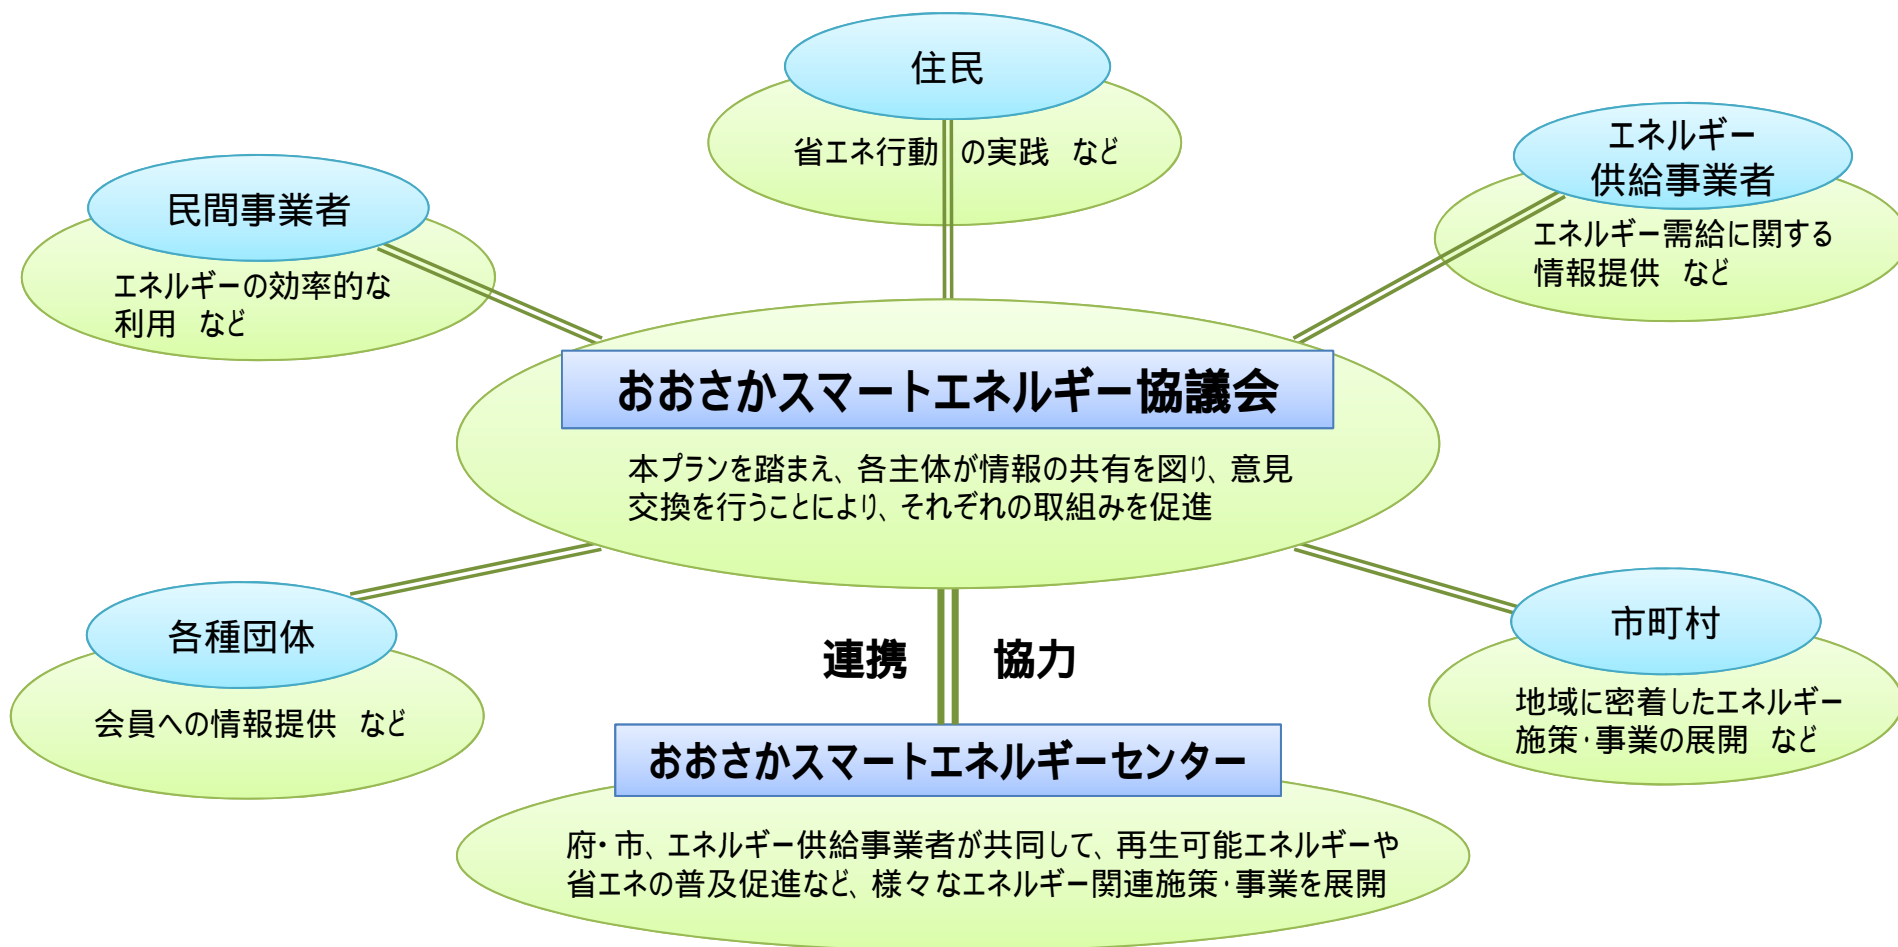 住民
省エネ行動 の実践 など
エネルギー
供給事業者
エネルギー需給に関する
情報提供 など
民間事業者
エネルギーの効率的な
利用 など
おおさかスマートエネルギー協議会
本プランを踏まえ、各主体が情報の共有を図り、意見
交換を行うことにより、それぞれの取組みを促進
各種団体
会員への情報提供 など
連携 協力
市町村
地域に密着したエネルギー
施策・事業の展開 など
おおさかスマートエネルギーセンター
府・市、エネルギー供給事業者が共同して、再生可能エネルギーや
省エネの普及促進など、様々なエネルギー関連施策・事業を展開